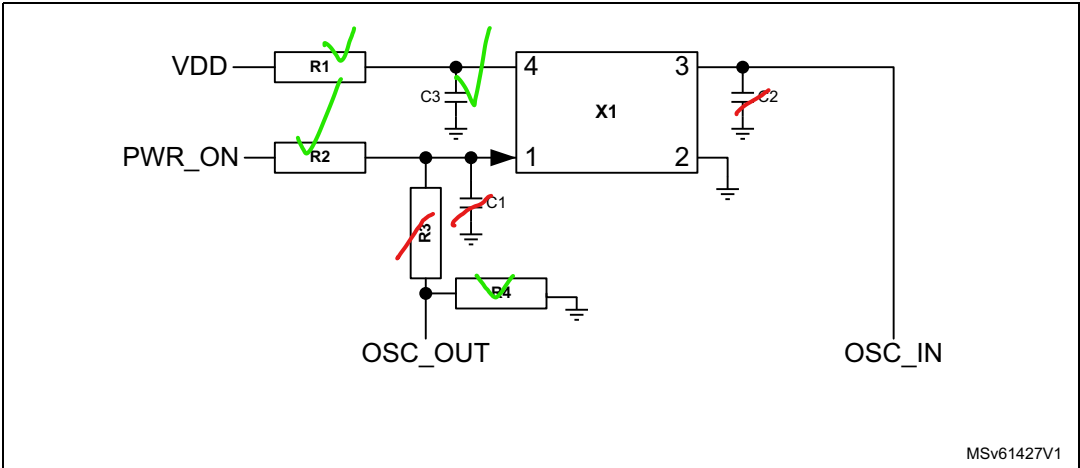 VDD R1 4 3
C3 X1 C2
PWR_ON R2 1 2
C1
R3
R4
OSC_OUT OSC_IN
MSv61427V1